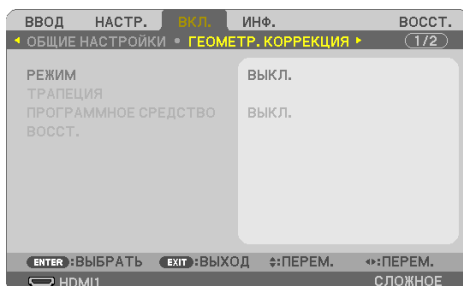 ВВОД НАСТР. ВКЛ. ИНФ. ВОССТ.
ОБЩИЕ НАСТРОЙКИ • ГЕОМЕТР. КОРРЕКЦИЯ 1/2
РЕЖИМ ВЫКЛ.
ТРАПЕЦИЯ
ПРОГРАММНОЕ СРЕДСТВО ВЫКЛ.
ВОССТ.
ENTER :ВЫБРАТЬ EXIT :ВЫХОД :ПЕРЕМ. :ПЕРЕМ.
HDMI1 СЛОЖНОЕ